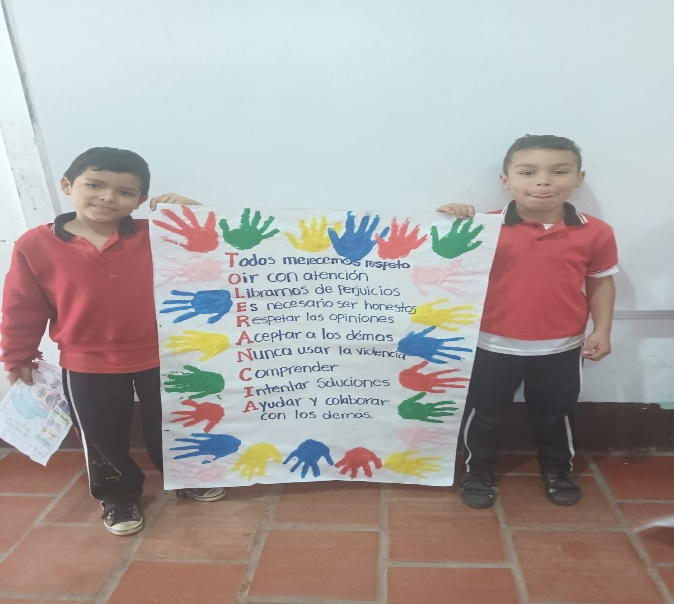 Todos merecemos respeto
Oir con atención
Librarnos de perjuicios
Es necesario ser honestos
Respetar las opiniones
Aceptar a los démas
Nunca usar la violencia
Comprender
Intentar Soluciones
Ayudar y colaborar
con los demás.